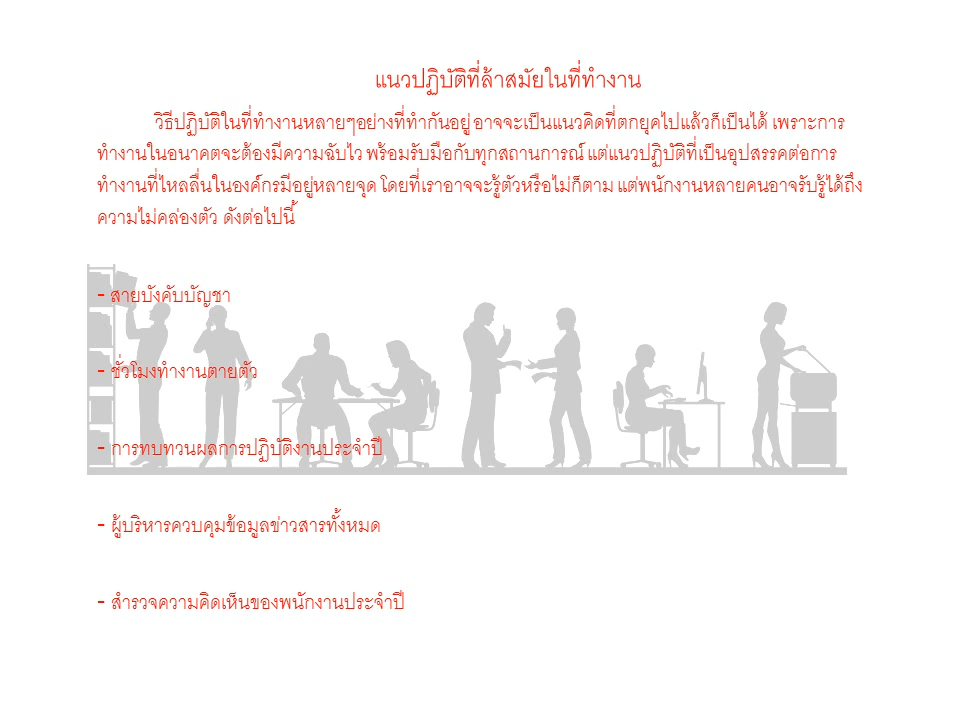 แนวปฏิบัติที่ล้าสมัยในที่ทำงาน
วิธีปฏิบัติในที่ทำงานหลายๆอย่างที่ทำกันอยู่ อาจจะเป็นแนวคิดที่ตกยุคไปแล้วก็เป็นได้ เพราะการ
ทำงานในอนาคตจะต้องมีความฉับไว พร้อมรับมือกับทุกสถานการณ์ แต่แนวปฏิบัติที่เป็นอุปสรรคต่อการ
ทำงานที่ไหลลื่นในองค์กรมีอยู่หลายจุด โดยที่เราอาจจะรู้ตัวหรือไม่ก็ตาม แต่พนักงานหลายคนอาจรับรู้ได้ถึง
ความไม่คล่องตัว ดังต่อไปนี้
- สายบังคับบัญชา
- ชั่วโมงทำงานตายตัว
- การทบทวนผลการปฏิบัติงานประจำปี
- ผู้บริหารควบคุมข้อมูลข่าวสารทั้งหมด
- สำรวจความคิดเห็นของพนักงานประจำปี